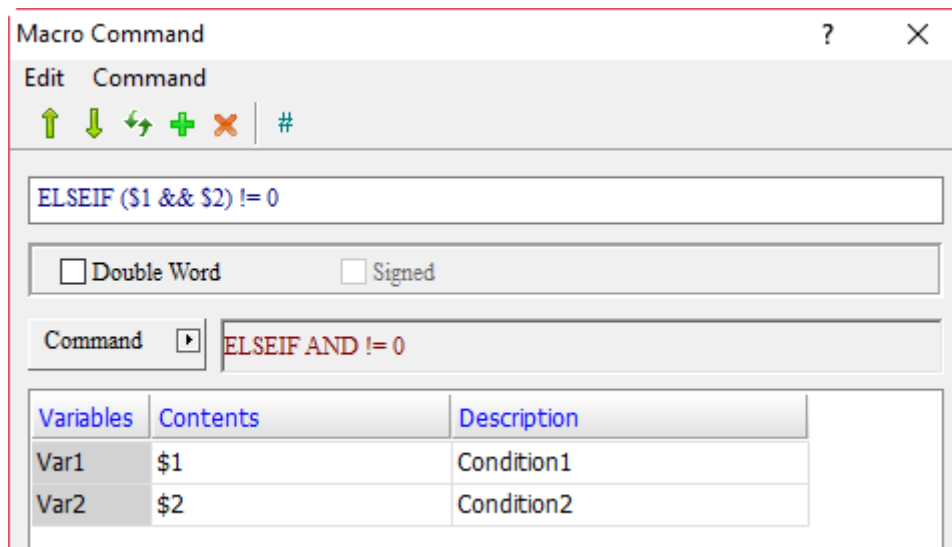 Macro Command ?
Edit Command
#
ELSEIF ($1 && $2) != 0
Double Word Signed
Command ELSEIF AND != 0
Variables Contents Description
Var1 $1 Condition1
Var2 $2 Condition2